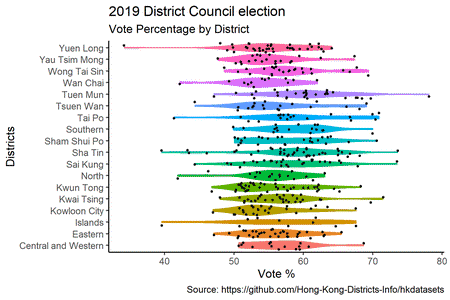 2019 District Council election
Vote Percentage by District
Districts
Yuen Long
Yau Tsim Mong
Wong Tai Sin
Wan Chai
Tuen Mun
Tsuen Wan
Tai Po
Southern
Sham Shui Po
Sha Tin
Sai Kung
North
Kwun Tong
Kwai Tsing
Kowloon City
Islands
Eastern
Central and Western
40 50 60 70 80
Vote %
Source: https://github.com/Hong-Kong-Districts-Info/hkdatasets